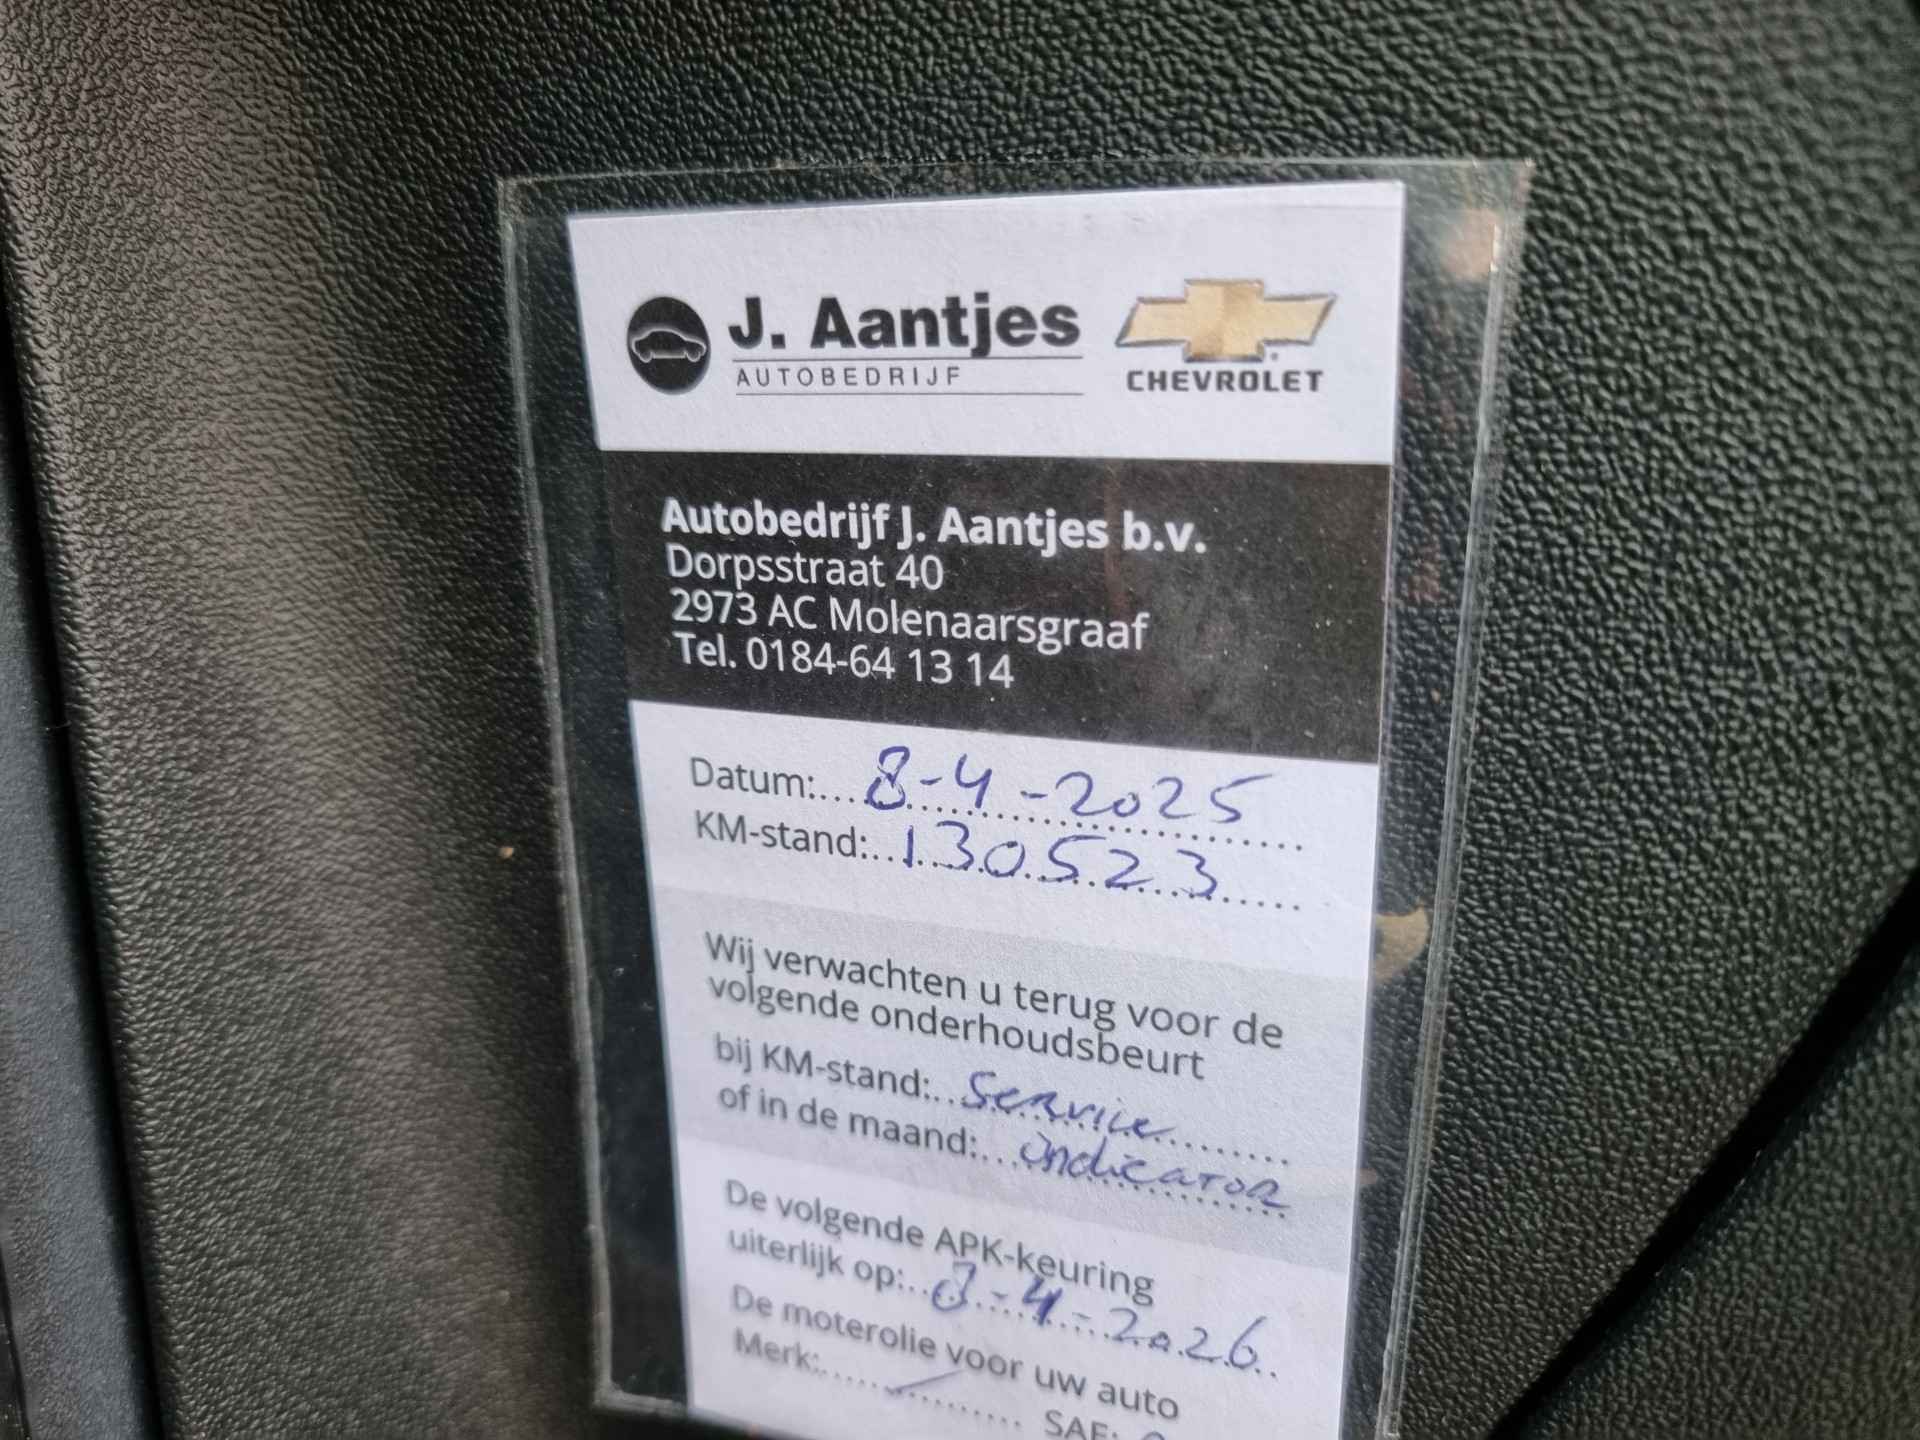 J. Aantjes
AUTOBEDRIJF
CHEVROLET
Autobedrijf J. Aantjes b.v.
Dorpsstraat 40
2973 AC Molenaarsgraaf
Tel. 0184-64 13 14
Datum: 8-4-2025
KM-stand: 130523
Wij verwachten u terug voor de
volgende onderhoudsbeurt
bij KM-stand: Service
of in de maand: indicator
De volgende APK-keuring
uiterlijk op: 8-4-2026
De moterolie voor uw auto
Merk:
SAE: